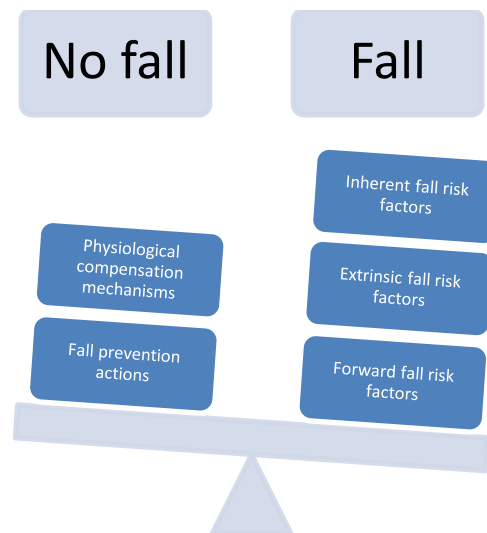 No fall
Fall
Inherent fall risk
factors
Physiological
compensation
mechanisms
Extrinsic fall risk
factors
Fall prevention
actions
Forward fall risk
factors